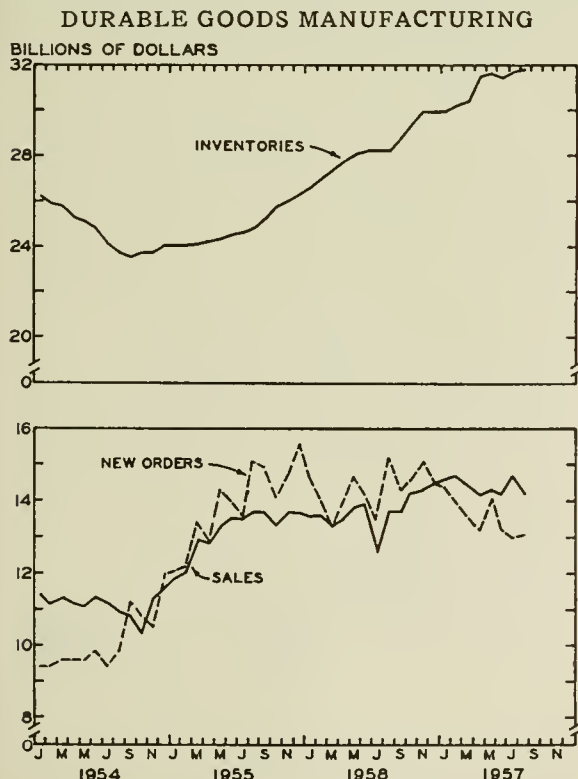 DURABLE GOODS MANUFACTURING
BILLIONS OF DOLLARS
32
INVENTORIES
28
24
20
0
16
NEW ORDERS
14
12
SALES
10
8
0
J M M J S N J M M J S N J M M J S N J M M J S N
1954 1955 1956 1957